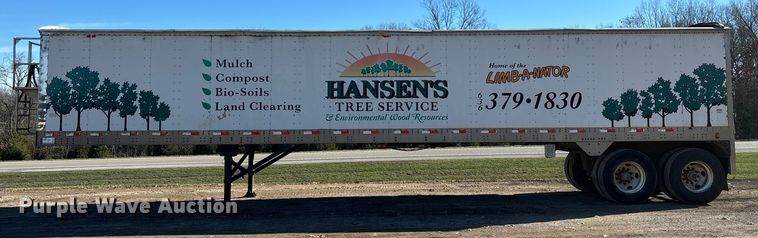 Mulch
Compost
Bio-Soils
Land Clearing
HANSEN'S
TREE SERVICE
& Environmental Wood Resources
Home of the
LIMB-A-NATOR
636 379•1830
Purple Wave Auction